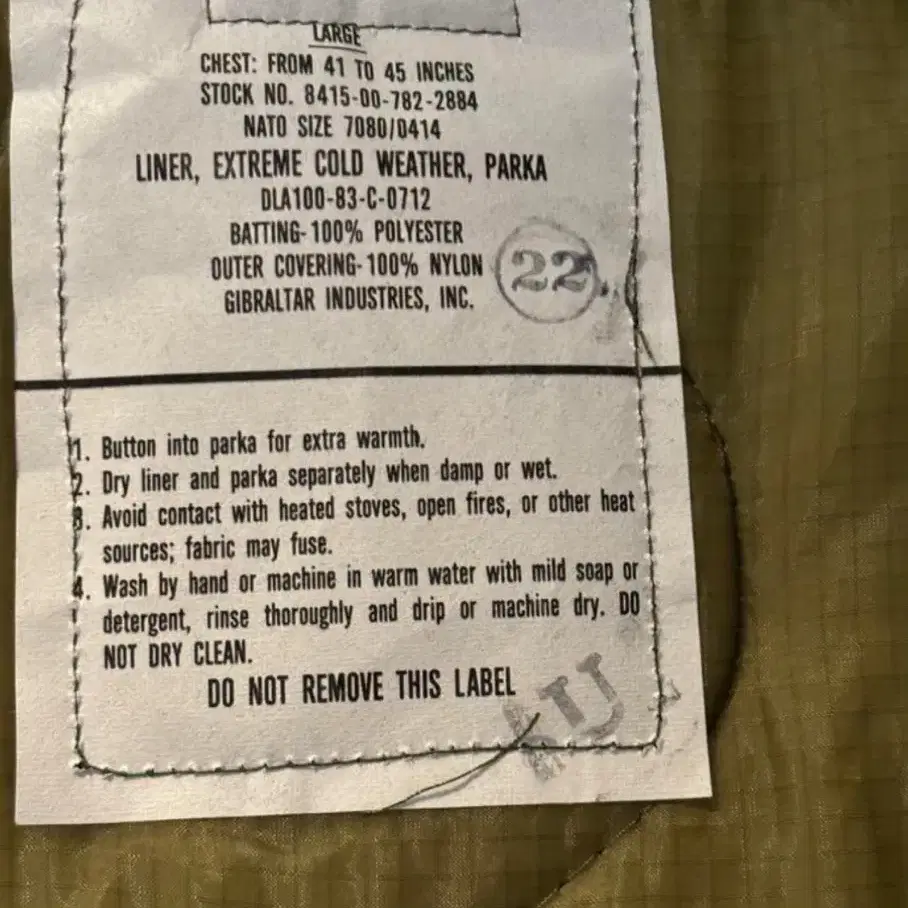 LARGE
CHEST: FROM 41 TO 45 INCHES
STOCK NO. 8415-00-782-2884
NATO SIZE 7080/0414
LINER, EXTREME COLD WEATHER, PARKA
DLA100-83-C-0712
BATTING-100% POLYESTER
OUTER COVERING-100% NYLON
GIBRALTAR INDUSTRIES, INC.
22
1. Button into parka for extra warmth.
2. Dry liner and parka separately when damp or wet.
3. Avoid contact with heated stoves, open fires, or other heat
sources; fabric may fuse.
4. Wash by hand or machine in warm water with mild soap or
detergent, rinse thoroughly and drip or machine dry. DO
NOT DRY CLEAN.
DO NOT REMOVE THIS LABEL